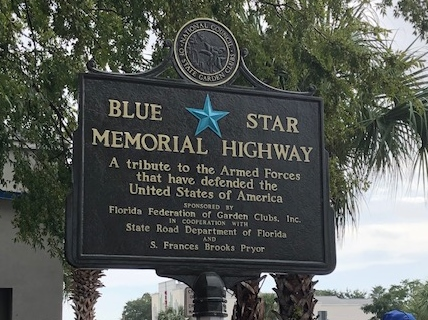 NATIONAL COUNCIL
STATE GARDEN CLUBS
BLUE STAR
MEMORIAL HIGHWAY
A tribute to the Armed Forces
that have defended the
United States of America
SPONSORED BY
Florida Federation of Garden Clubs, Inc.
IN COOPERATION WITH
State Road Department of Florida
AND
S. Frances Brooks Pryor